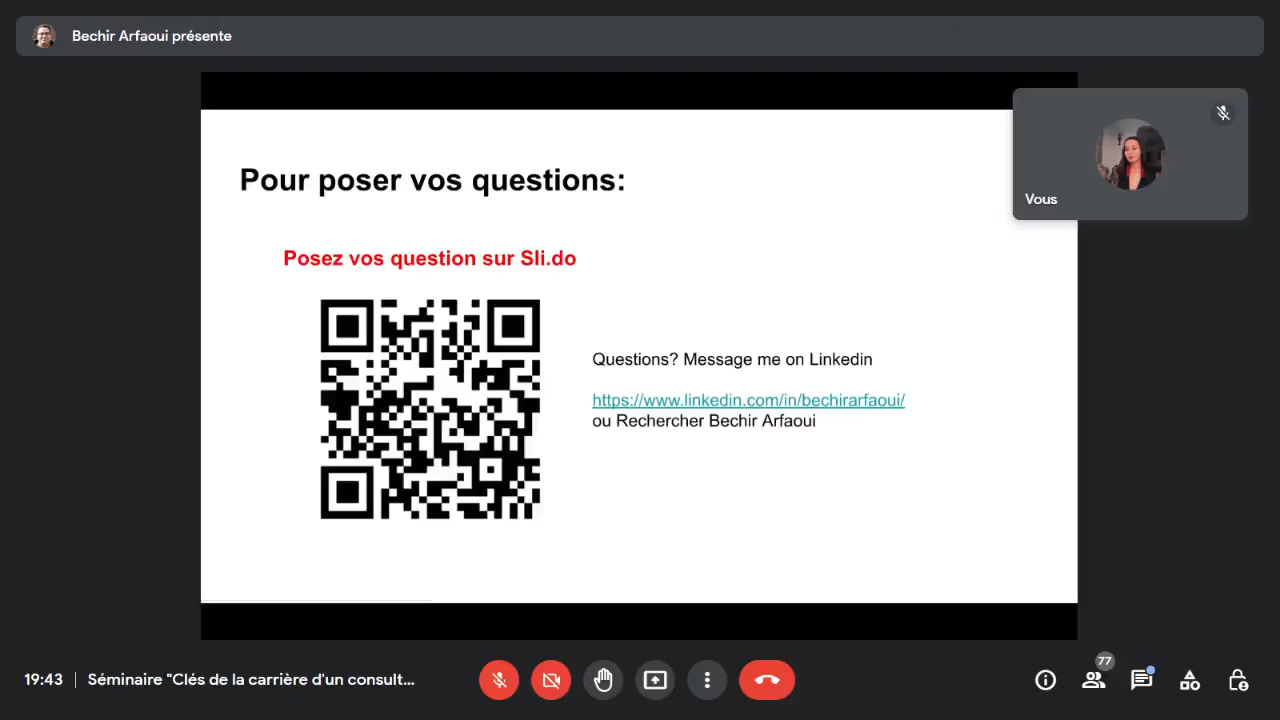 Bechir Arfaoui présente
Pour poser vos questions:
Vous
Posez vos question sur Sli.do
Questions? Message me on Linkedin
https://www.linkedin.com/in/bechirarfaoui/
ou Rechercher Bechir Arfaoui
19:43 | Séminaire "Clés de la carrière d'un consult...
77